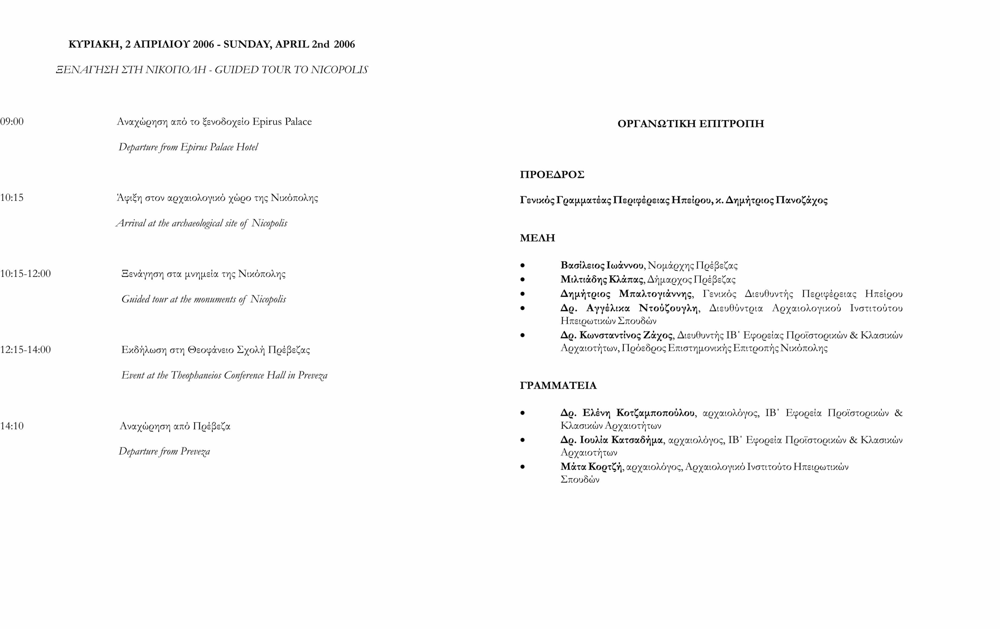 ΚΥΡΙΑΚΗ, 2 ΑΠΡΙΛΙΟΥ 2006 - SUNDAY, APRIL 2nd 2006
ΞΕΝΑΓΗΣΗ ΣΤΗ ΝΙΚΟΠΟΛΗ - GUIDED TOUR TO NICOPOLIS
09:00 Αναχώρηση από το ξενοδοχείο Epirus Palace
Departure from Epirus Palace Hotel
10:15 Άφιξη στον αρχαιολογικό χώρο της Νικόπολης
Arrival at the archaeological site of Nicopolis
10:15-12:00 Ξενάγηση στα μνημεία της Νικόπολης
Guided tour at the monuments of Nicopolis
12:15-14:00 Εκδήλωση στη Θεοφάνειο Σχολή Πρέβεζας
Event at the Theophaneios Conference Hall in Preveza
14:10 Αναχώρηση από Πρέβεζα
Departure from Preveza
ΟΡΓΑΝΩΤΙΚΗ ΕΠΙΤΡΟΠΗ
ΠΡΟΕΔΡΟΣ
Γενικός Γραμματέας Περιφέρειας Ηπείρου, κ. Δημήτριος Πανοζάχος
ΜΕΛΗ
• Βασίλειος Ιωάννου, Νομάρχης Πρέβεζας
• Μιλτιάδης Κλάπας, Δήμαρχος Πρέβεζας
• Δημήτριος Μπαλτογιάννης, Γενικός Διευθυντής Περιφέρειας Ηπείρου
• Δρ. Αγγέλικα Ντούζουγλη, Διευθύντρια Αρχαιολογικού Ινστιτούτου
Ηπειρωτικών Σπουδών
• Δρ. Κωνσταντίνος Ζάχος, Διευθυντής ΙΒ' Εφορείας Προϊστορικών & Κλασικών
Αρχαιοτήτων, Πρόεδρος Επιστημονικής Επιτροπής Νικόπολης
ΓΡΑΜΜΑΤΕΙΑ
• Δρ. Ελένη Κοτζαμποπούλου, αρχαιολόγος, ΙΒ' Εφορεία Προϊστορικών &
Κλασικών Αρχαιοτήτων
• Δρ. Ιουλία Κατσαδήμα, αρχαιολόγος, ΙΒ' Εφορεία Προϊστορικών & Κλασικών
Αρχαιοτήτων
• Μάτα Κορτζή, αρχαιολόγος, Αρχαιολογικό Ινστιτούτο Ηπειρωτικών
Σπουδών